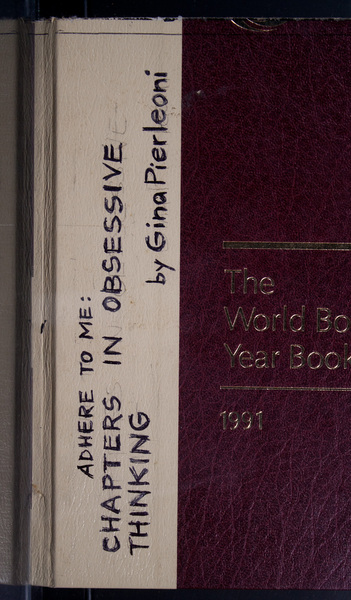 ADHERE TO ME:
CHAPTERS IN OBSESSIVE
THINKING
by Gina Pierleoni
The
World Bo
Year Book
1991